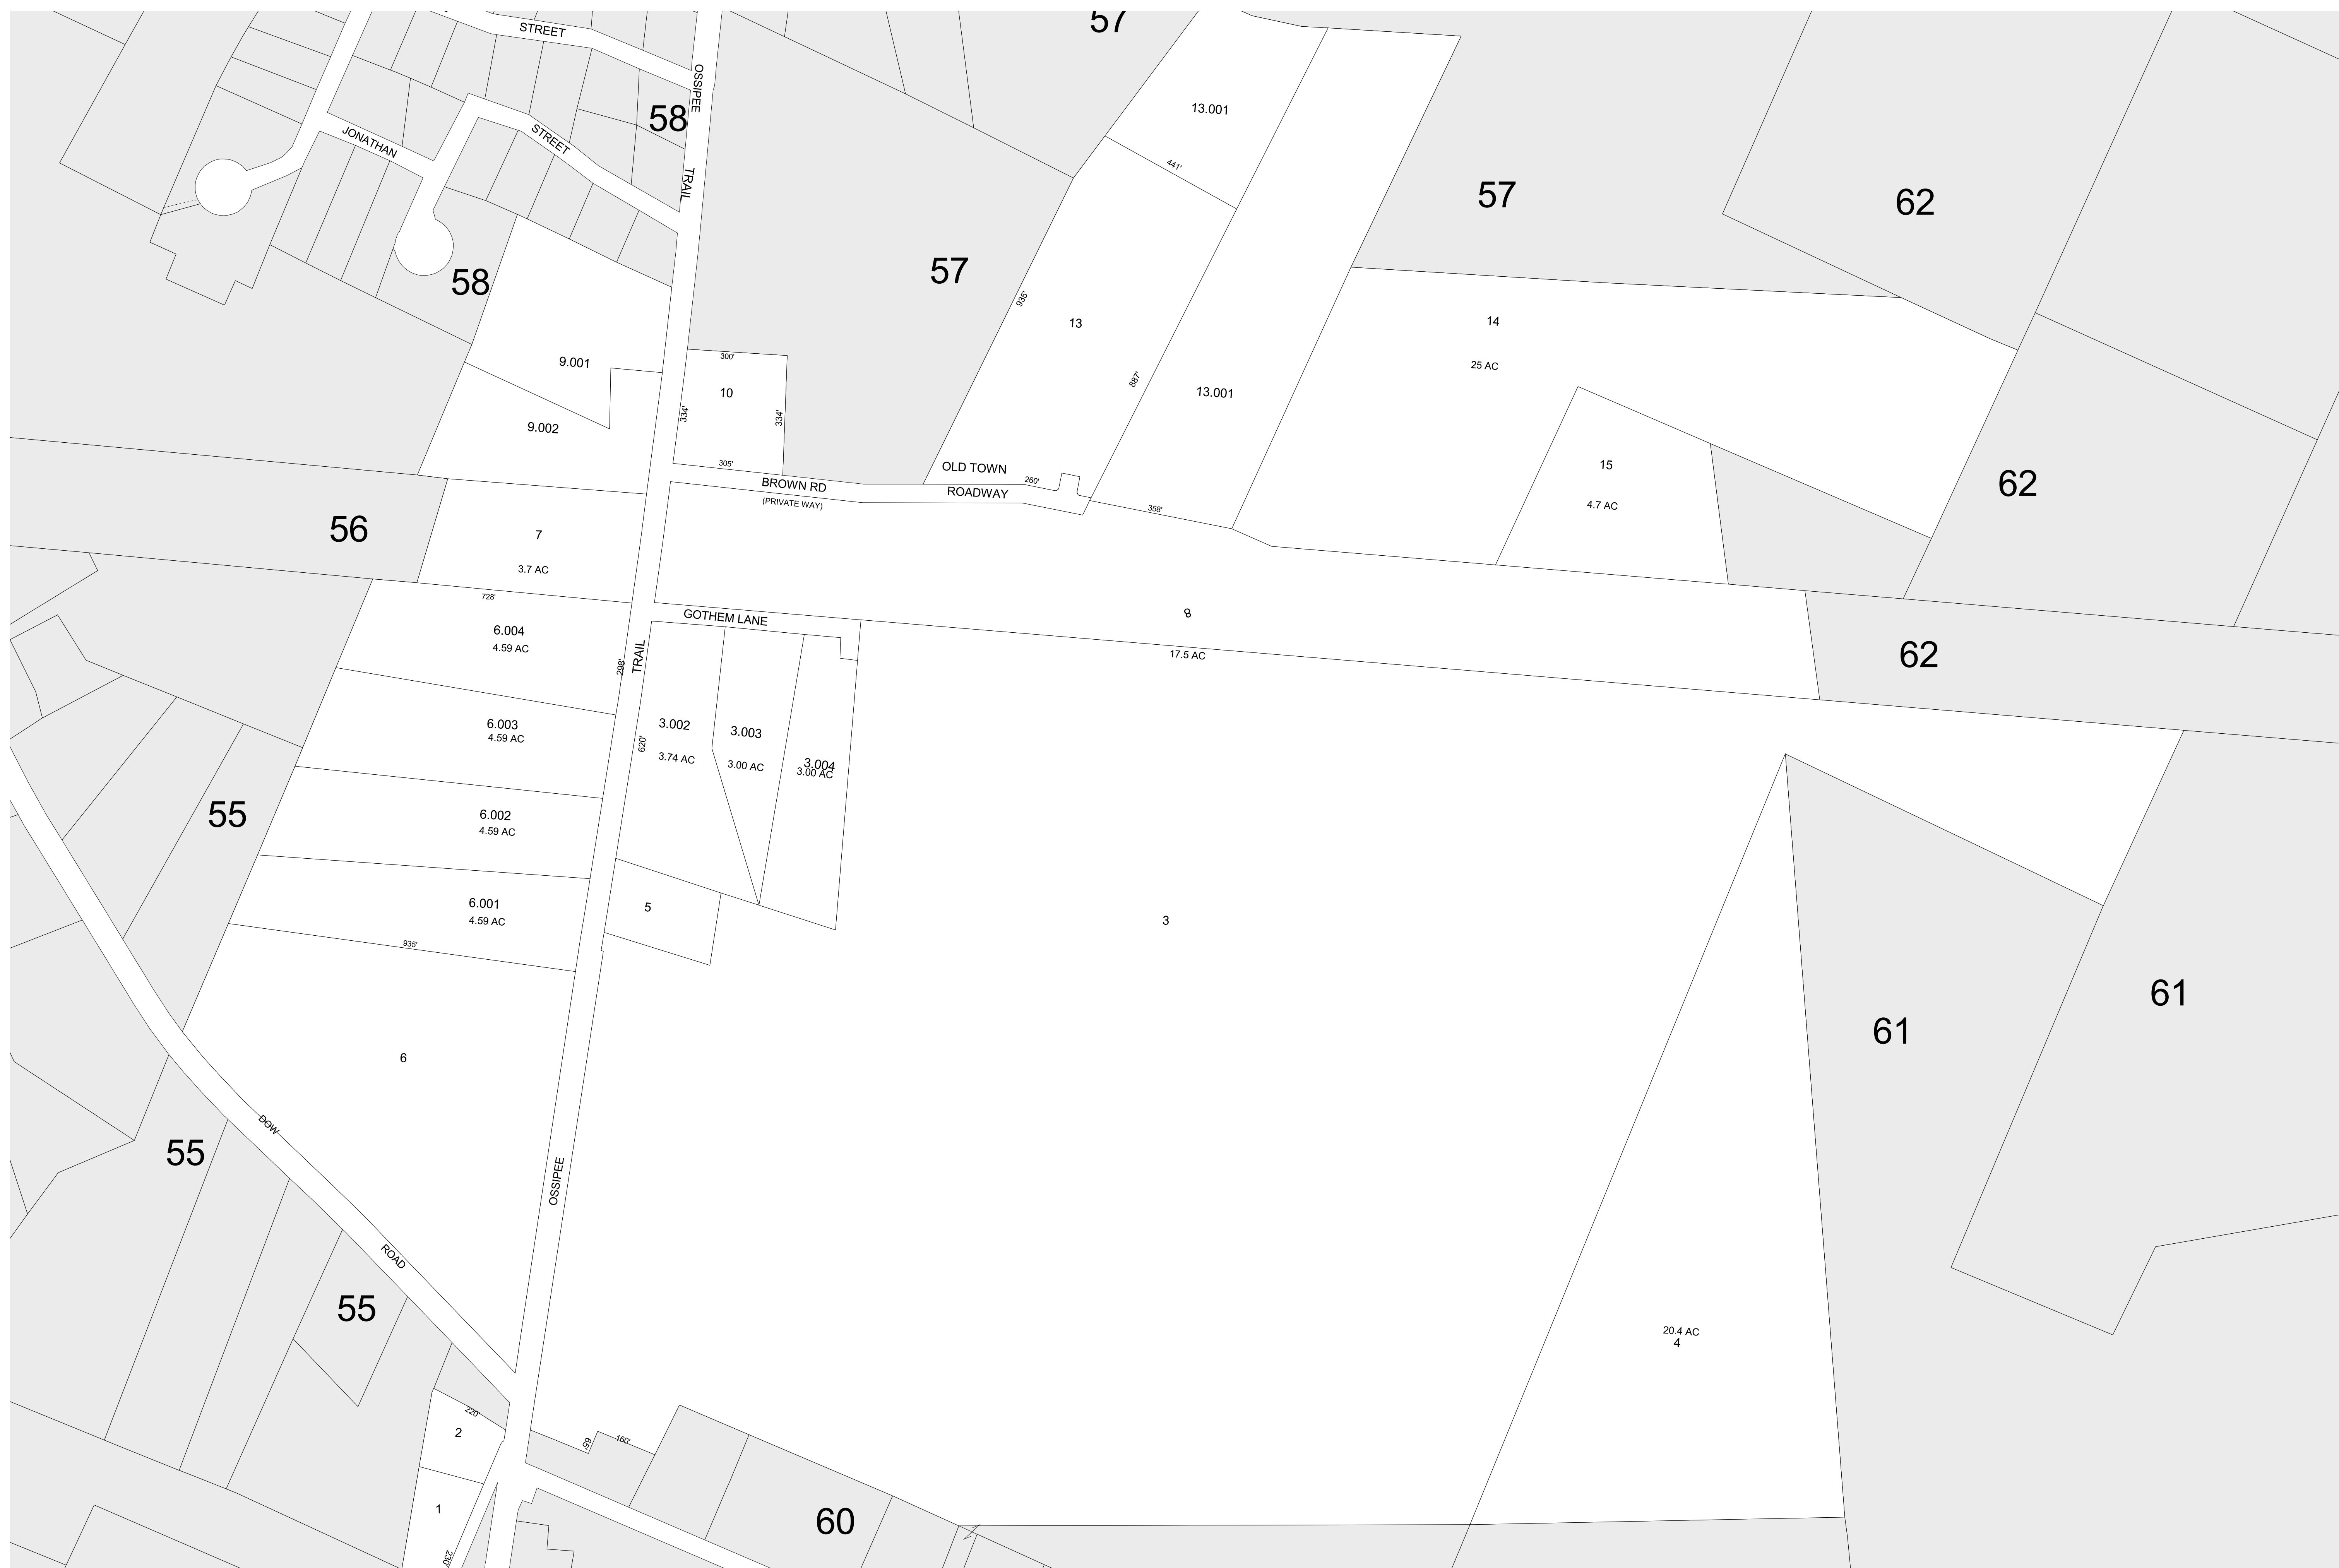 57
STREET
OSSIPEE
58
13.001
STREET
JONATHAN
441'
TRAIL
57
62
57
58
935'
13
14
9.001
300'
25 AC
887'
10
13.001
334'
334'
9.002
305'
OLD TOWN
15
BROWN RD
260'
ROADWAY
62
(PRIVATE WAY)
358'
4.7 AC
56
7
3.7 AC
728'
8
GOTHEM LANE
6.004
4.59 AC
17.5 AC
62
298'
TRAIL
6.003
4.59 AC
3.002
3.003
620'
3.74 AC
3.00 AC
3.004
3.00 AC
55
6.002
4.59 AC
6.001
4.59 AC
5
3
935'
61
61
6
DOW
55
OSSIPEE
ROAD
55
20.4 AC
4
220'
2
65'
160'
1
60
230'